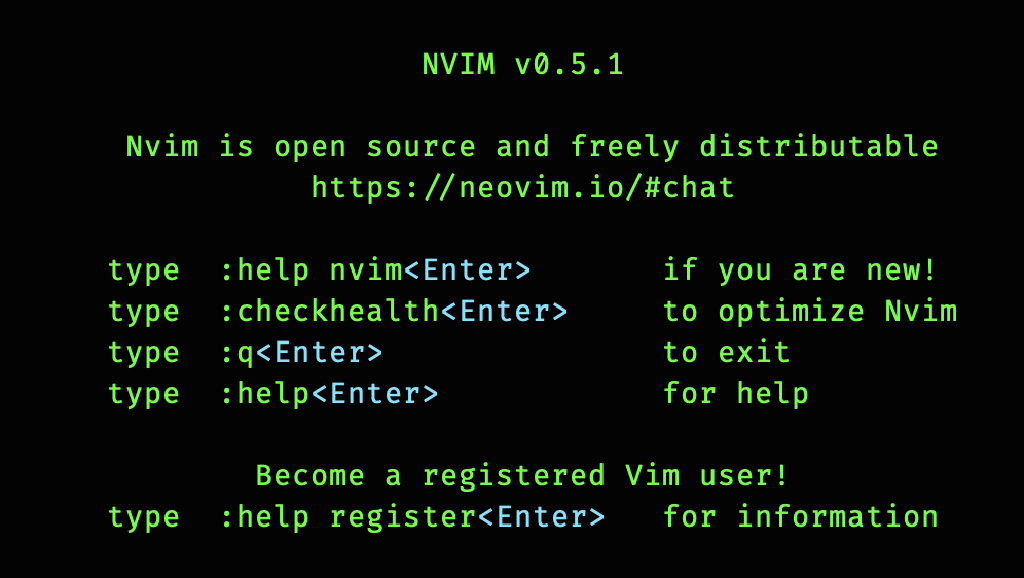 NVIM v0.5.1
Nvim is open source and freely distributable
https://neovim.io/#chat
type  :help nvim<Enter>       if you are new!
type  :checkhealth<Enter>     to optimize Nvim
type  :q<Enter>               to exit
type  :help<Enter>            for help
Become a registered Vim user!
type  :help register<Enter>   for information